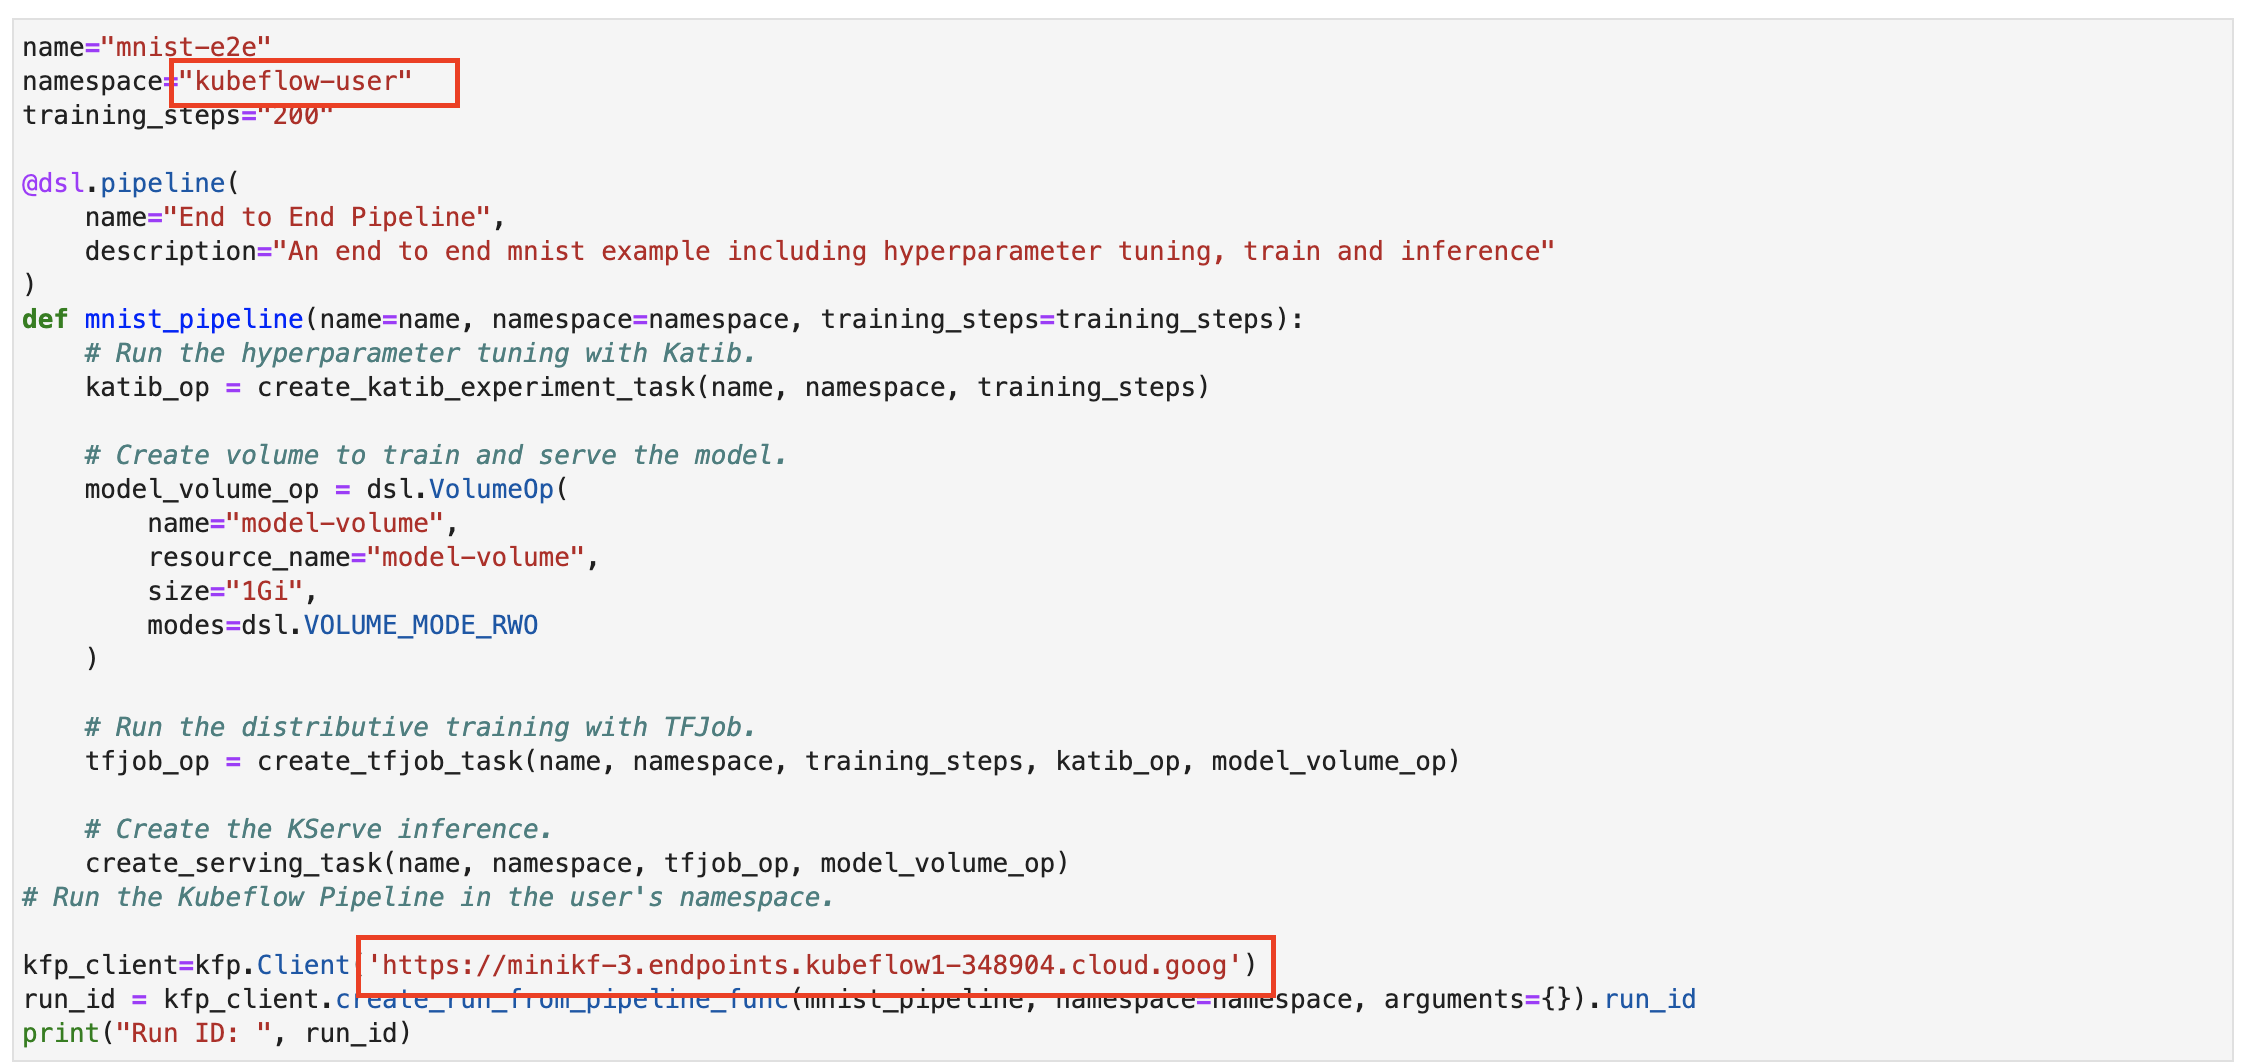 name="mnist-e2e"
namespace="kubeflow-user"
training_steps="200"
@dsl.pipeline(
    name="End to End Pipeline",
    description="An end to end mnist example including hyperparameter tuning, train and inference"
)
def mnist_pipeline(name=name, namespace=namespace, training_steps=training_steps):
    # Run the hyperparameter tuning with Katib.
    katib_op = create_katib_experiment_task(name, namespace, training_steps)
    # Create volume to train and serve the model.
    model_volume_op = dsl.VolumeOp(
        name="model-volume",
        resource_name="model-volume",
        size="1Gi",
        modes=dsl.VOLUME_MODE_RWO
    )
    # Run the distributive training with TFJob.
    tfjob_op = create_tfjob_task(name, namespace, training_steps, katib_op, model_volume_op)
    # Create the KServe inference.
    create_serving_task(name, namespace, tfjob_op, model_volume_op)
# Run the Kubeflow Pipeline in the user's namespace.
kfp_client=kfp.Client('https://minikf-3.endpoints.kubeflow1-348904.cloud.goog')
run_id = kfp_client.create_run_from_pipeline_func(mnist_pipeline, namespace=namespace, arguments={}).run_id
print("Run ID: ", run_id)